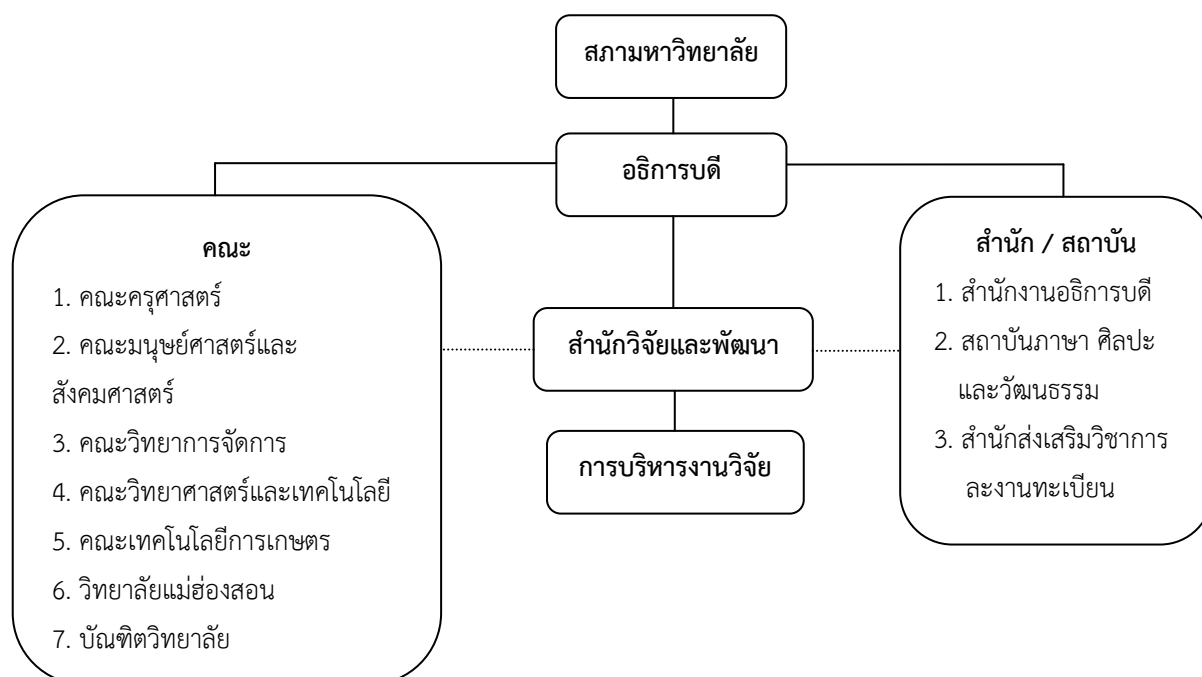 สภามหาวิทยาลัย
อธิการบดี
คณะ
1. คณะครุศาสตร์
2. คณะมนุษย์ศาสตร์และ
สังคมศาสตร์
3. คณะวิทยาการจัดการ
4. คณะวิทยาศาสตร์และเทคโนโลยี
5. คณะเทคโนโลยีการเกษตร
6. วิทยาลัยแม่ฮ่องสอน
7. บัณฑิตวิทยาลัย
สำนักวิจัยและพัฒนา
การบริหารงานวิจัย
สำนัก / สถาบัน
1. สำนักงานอธิการบดี
2. สถาบันภาษา ศิลปะ
และวัฒนธรรม
3. สำนักส่งเสริมวิชาการ
ละงานทะเบียน